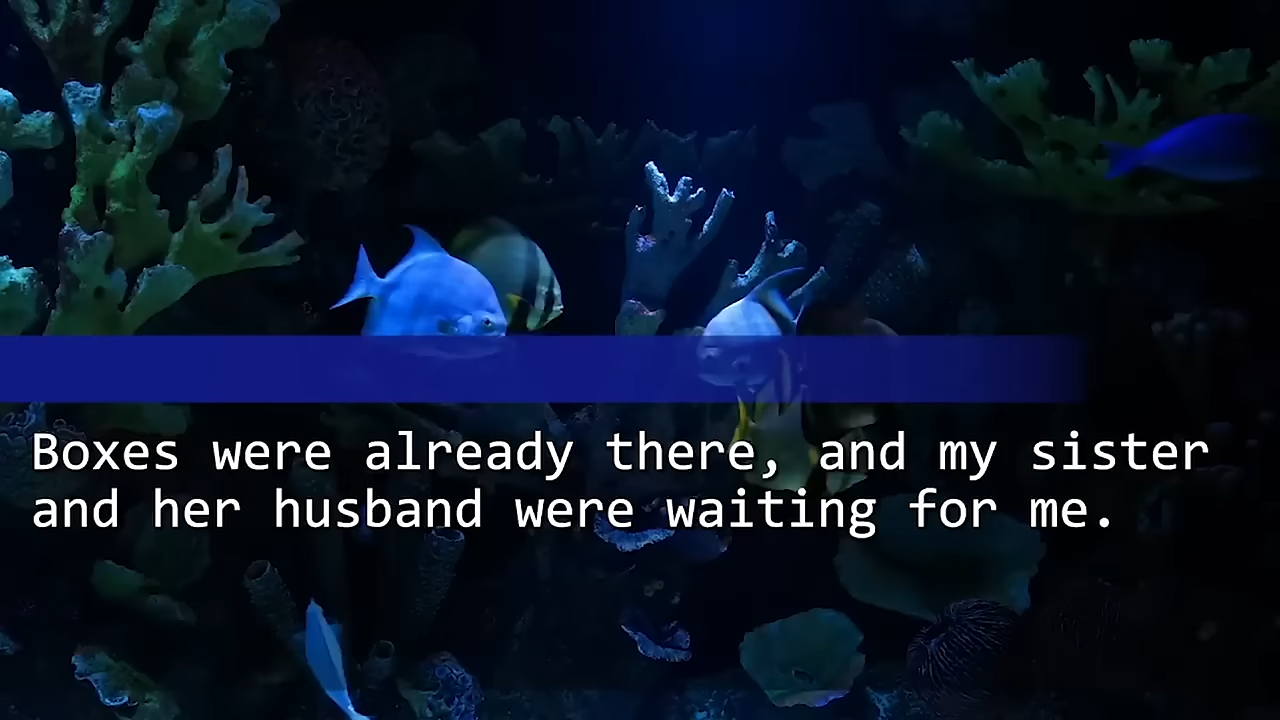 Boxes were already there, and my sister
and her husband were waiting for me.